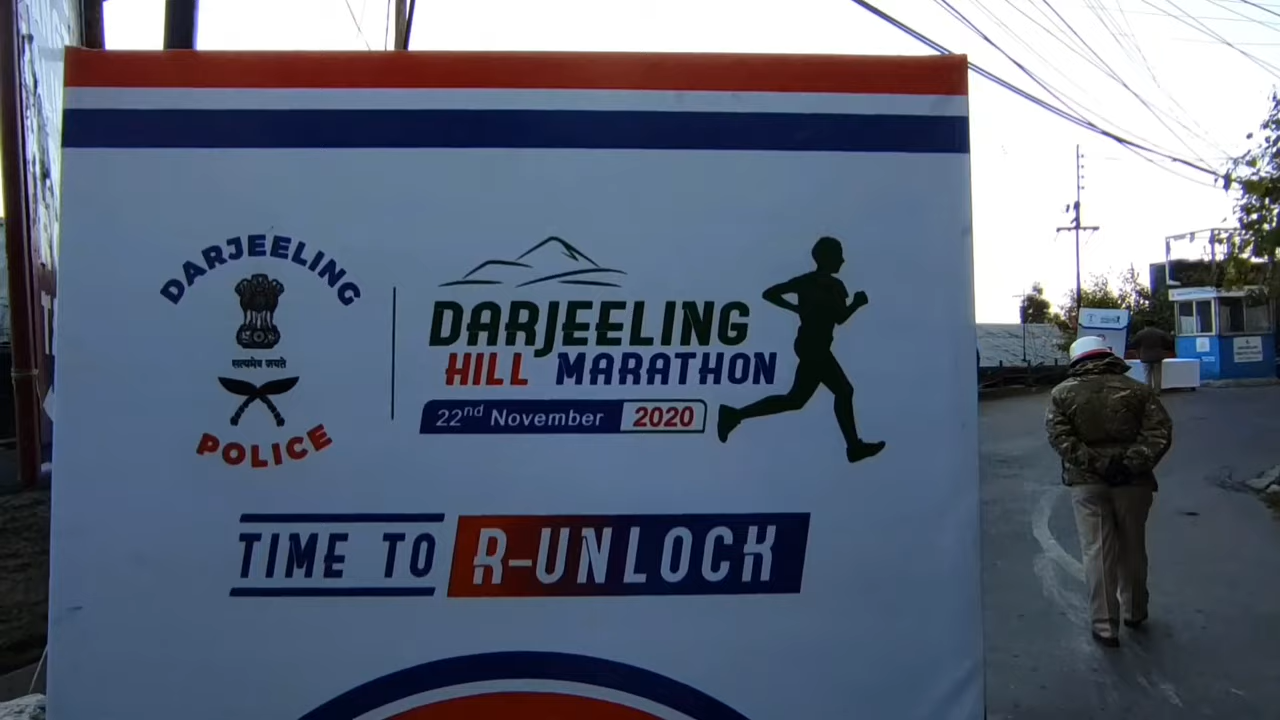 DARJEELING
सत्यमेव जयते
POLICE
DARJEELING
HILL MARATHON
22nd November 2020
TIME TO R-UNLOCK